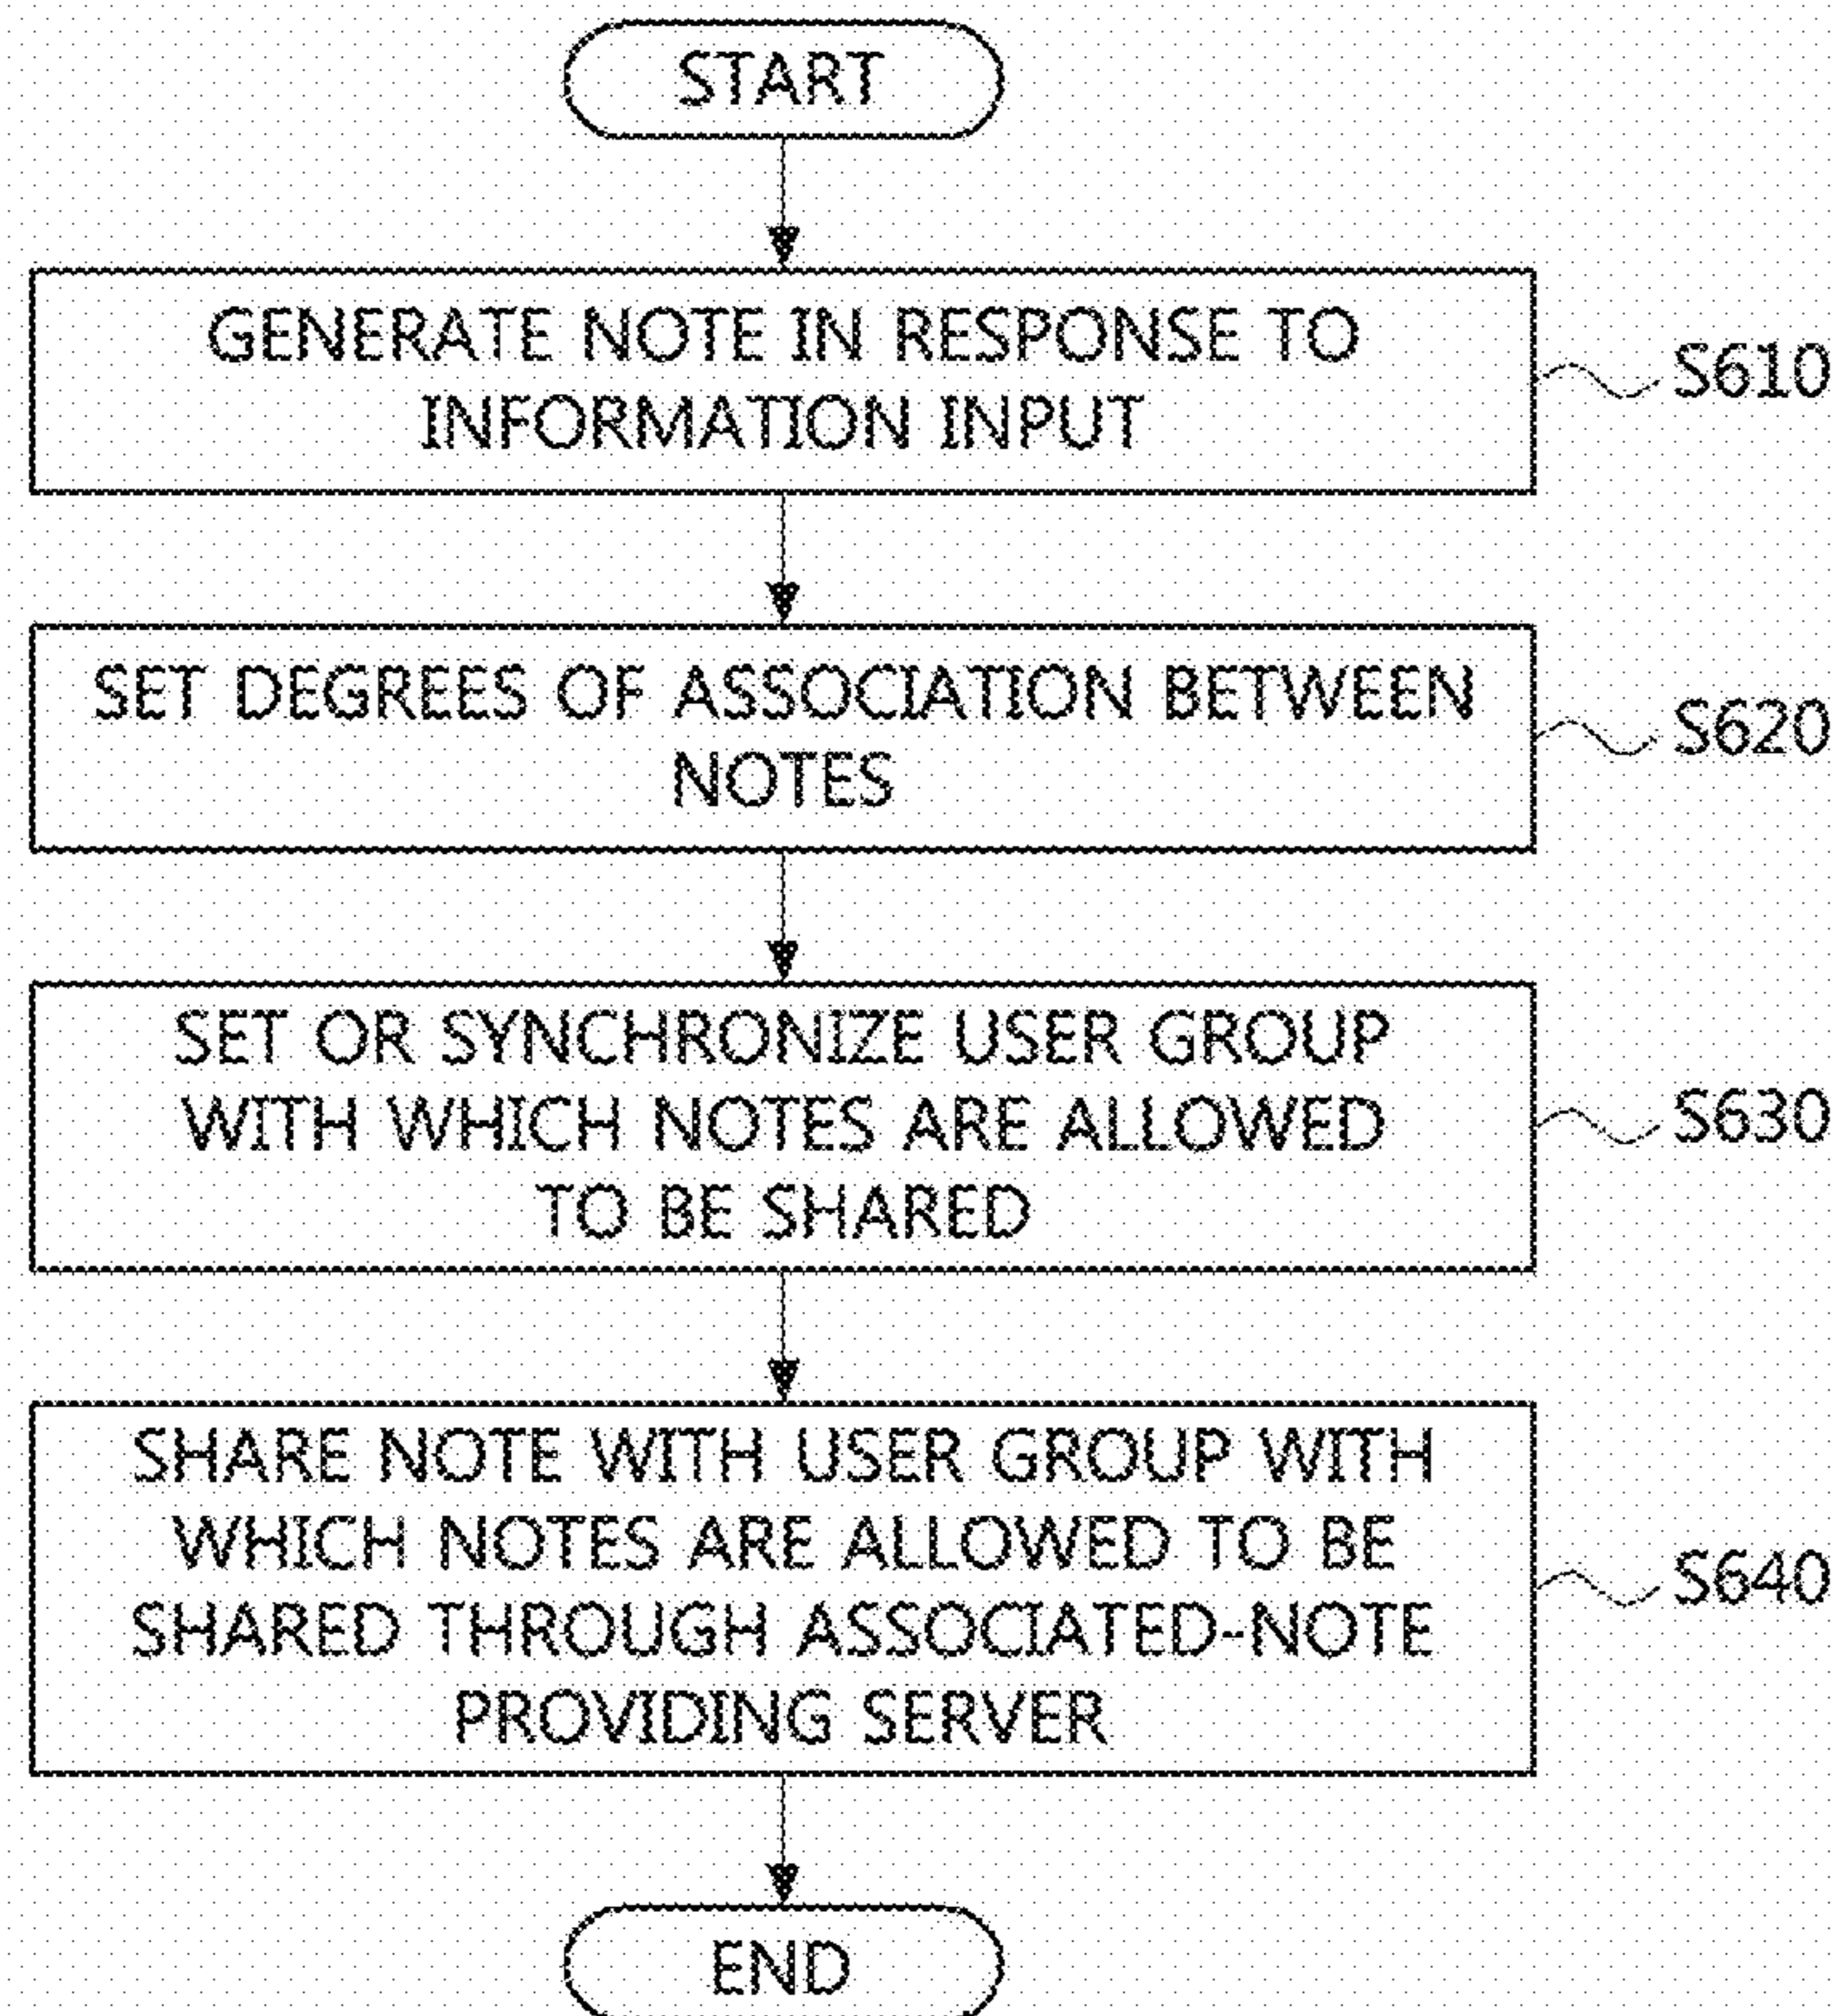 START
GENERATE NOTE IN RESPONSE TO
INFORMATION INPUT
S610
SET DEGREES OF ASSOCIATION BETWEEN
NOTES
S620
SET OR SYNCHRONIZE USER GROUP
WITH WHICH NOTES ARE ALLOWED
TO BE SHARED
S630
SHARE NOTE WITH USER GROUP WITH
WHICH NOTES ARE ALLOWED TO BE
SHARED THROUGH ASSOCIATED-NOTE
PROVIDING SERVER
S640
END